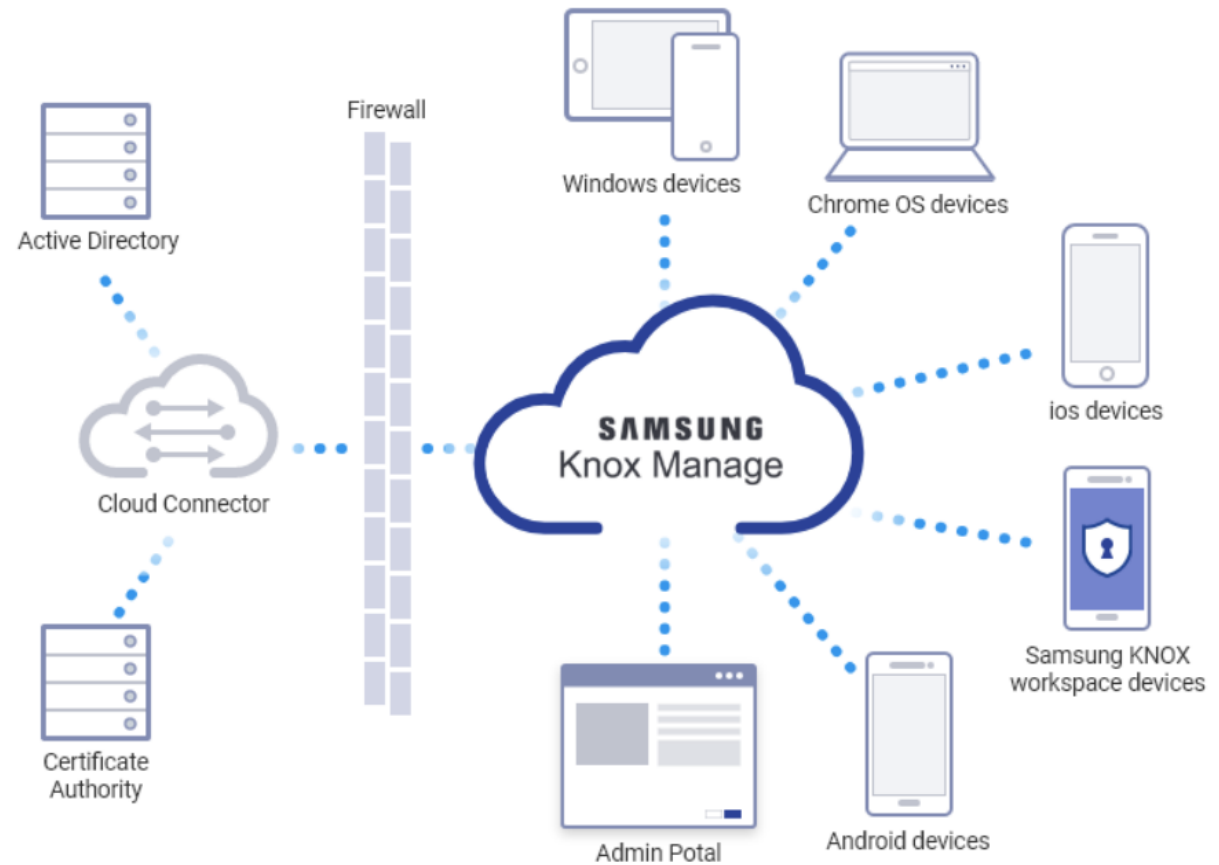 Firewall
Windows devices
Chrome OS devices
Active Directory
ios devices
SAMSUNG
Knox Manage
Cloud Connector
Samsung KNOX
workspace devices
Certificate
Authority
Android devices
Admin Potal